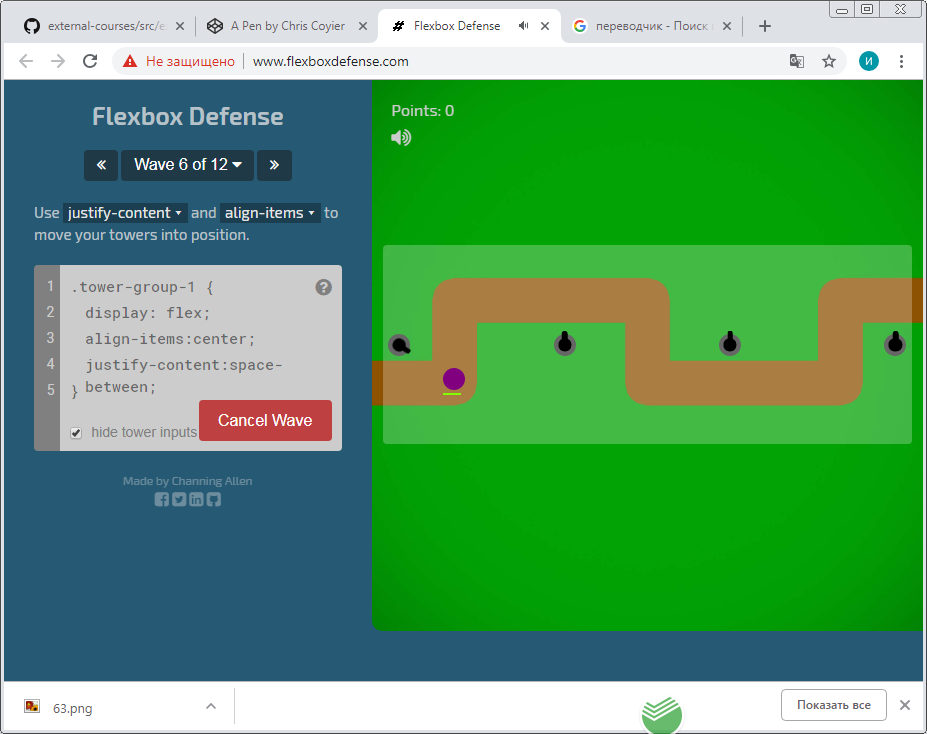 external-courses/src/e
A Pen by Chris Coyier
Flexbox Defense
переводчик - Поиск
Не защищено
www.flexboxdefense.com
И
Flexbox Defense
«
Wave 6 of 12
»
Use justify-content and align-items to
move your towers into position.
1 .tower-group-1 {
2 display: flex;
3 align-items:center;
4 justify-content:space-
between;
5 }
?
hide tower inputs
Cancel Wave
Made by Channing Allen
Points: 0
63.png
Показать все